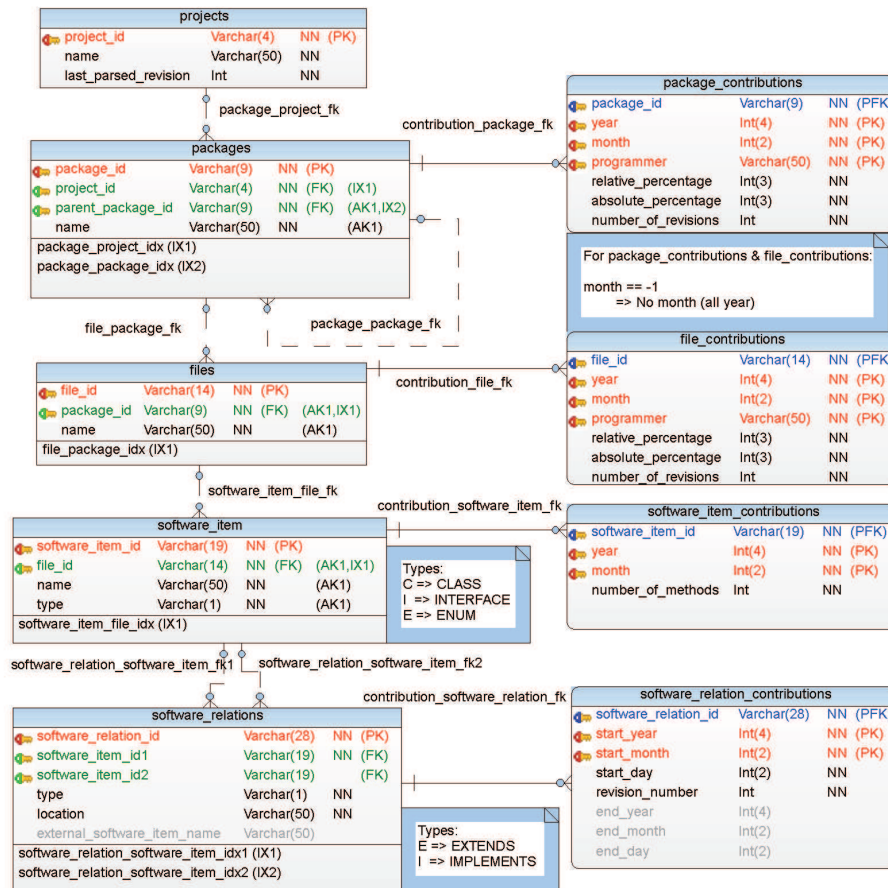 projects
project_id Varchar(4) NN (PK)
name Varchar(50) NN
last_parsed_revision Int NN
package_project_fk
packages
package_id Varchar(9) NN (PK)
project_id Varchar(4) NN (FK) (IX1)
parent_package_id Varchar(9) NN (FK) (AK1,IX2)
name Varchar(50) NN (AK1)
package_project_idx (IX1)
package_package_idx (IX2)
contribution_package_fk
package_contributions
package_id Varchar(9) NN (PFK
year Int(4) NN (PK)
month Int(2) NN (PK)
programmer Varchar(50) NN (PK)
relative_percentage Int(3) NN
absolute_percentage Int(3) NN
number_of_revisions Int NN
For package_contributions & file_contributions:
month == -1
=> No month (all year)
file_package_fk
package_package_fk
files
file_id Varchar(14) NN (PK)
package_id Varchar(9) NN (FK) (AK1,IX1)
name Varchar(50) NN (AK1)
file_package_idx (IX1)
contribution_file_fk
file_contributions
file_id Varchar(14) NN (PFK
year Int(4) NN (PK)
month Int(2) NN (PK)
programmer Varchar(50) NN (PK)
relative_percentage Int(3) NN
absolute_percentage Int(3) NN
number_of_revisions Int NN
software_item_file_fk
contribution_software_item_fk
software_item
software_item_id Varchar(19) NN (PK)
file_id Varchar(14) NN (FK) (AK1,IX1)
name Varchar(50) NN (AK1)
type Varchar(1) NN (AK1)
software_item_file_idx (IX1)
Types:
C => CLASS
I => INTERFACE
E => ENUM
software_item_contributions
software_item_id Varchar(19) NN (PFK
year Int(4) NN (PK)
month Int(2) NN (PK)
number_of_methods Int NN
software_relation_software_item_fk1
software_relation_software_item_fk2
contribution_software_relation_fk
software_relations
software_relation_id Varchar(28) NN (PK)
software_item_id1 Varchar(19) NN (FK)
software_item_id2 Varchar(19) (FK)
type Varchar(1) NN
location Varchar(50) NN
external_software_item_name Varchar(50)
software_relation_software_item_idx1 (IX1)
software_relation_software_item_idx2 (IX2)
Types:
E => EXTENDS
I => IMPLEMENTS
software_relation_contributions
software_relation_id Varchar(28) NN (PFK
start_year Int(4) NN (PK)
start_month Int(2) NN (PK)
start_day Int(2) NN
revision_number Int NN
end_year Int(4)
end_month Int(2)
end_day Int(2)